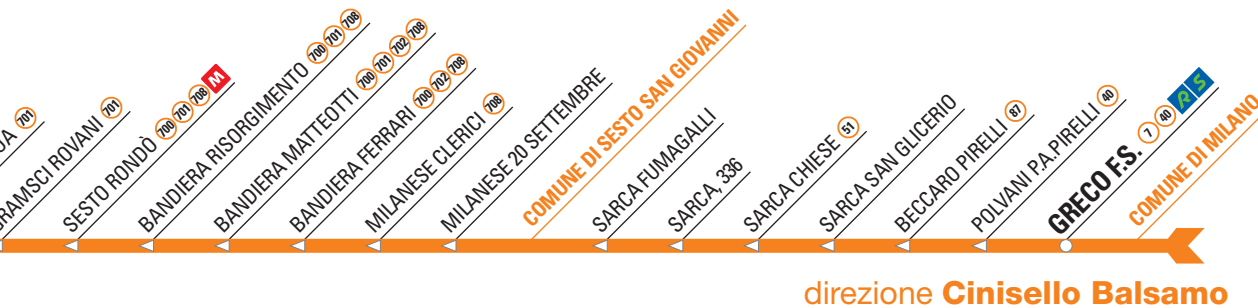 GRAMSCI ROVANI 701
SESTO RONDÒ 700 701 708 M
BANDIERA RISORGIMENTO 700 701 708
BANDIERA MATTEOTTI 700 701 702 708
BANDIERA FERRARI 700 702 708
MILANESE CLERICI 708
MILANESE 20 SETTEMBRE
COMUNE DI SESTO SAN GIOVANNI
SARCA FUMAGALLI
SARCA, 336
SARCA CHIESE 51
SARCA SAN GLICERIO
BECCARO PIRELLI 87
POLVANI P.A.PIRELLI 40
GRECO F.S. 7 40 R S
COMUNE DI MILANO
direzione Cinisello Balsamo